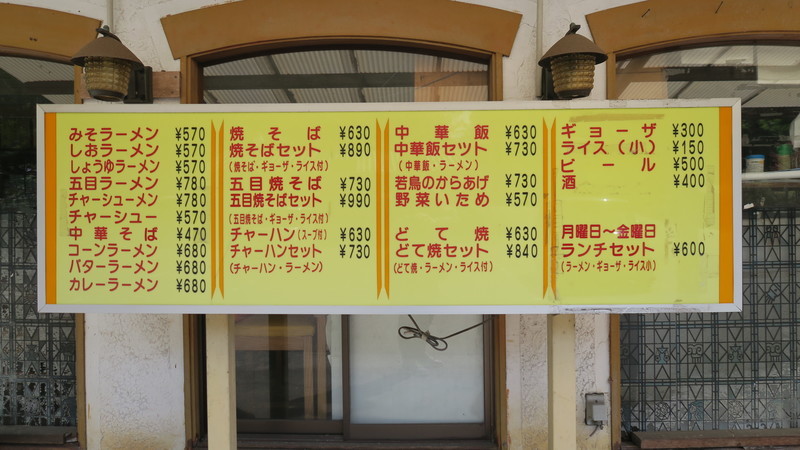 みそラーメン ¥570
しおラーメン ¥570
しょうゆラーメン ¥570
五目ラーメン ¥780
チャーシューメン ¥780
チャーシュー ¥570
中華そば ¥470
コーンラーメン ¥680
バターラーメン ¥680
カレーラーメン ¥680
焼そば ¥630
焼そばセット ¥890
(焼そば・ギョーザ・ライス付)
五目焼そば ¥730
五目焼そばセット ¥990
(五目焼そば・ギョーザ・ライス付)
チャーハン(スープ付) ¥630
チャーハンセット ¥730
(チャーハン・ラーメン)
中華飯 ¥630
中華飯セット ¥730
(中華飯・ラーメン)
若鳥のからあげ ¥730
野菜いため ¥570
どて焼 ¥630
どて焼セット ¥840
(どて焼・ラーメン・ライス付)
ギョーザ ¥300
ライス(小) ¥150
ビール ¥500
酒 ¥400
月曜日～金曜日
ランチセット ¥600
(ラーメン・ギョーザ・ライス小)